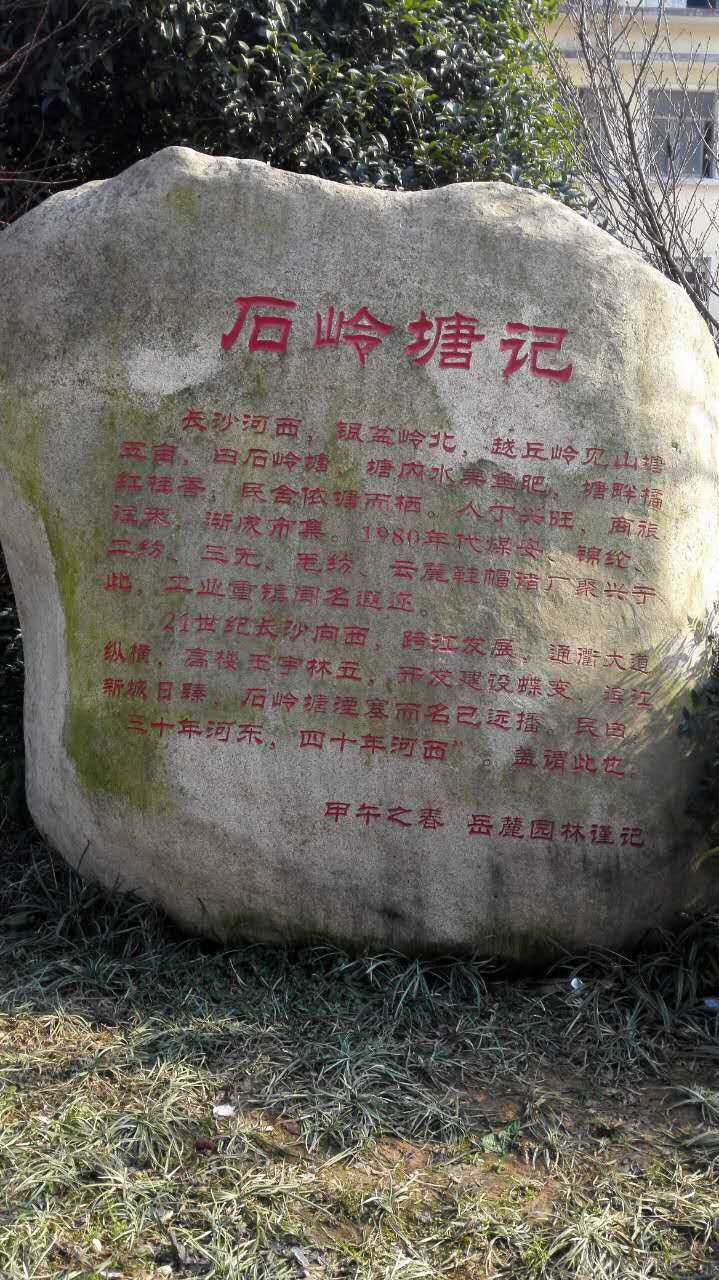 石岭塘记
长沙河西，银盆岭北，越丘岭见山塘
五亩，曰石岭塘。塘内水美鱼肥，塘畔橘
红桂香，民舍依塘而栖。人丁兴旺，商旅
往来，渐成市集。1980年代煤安、锦纶、
二纺、三无、毛纺、云麓鞋帽诸厂聚兴于
此，工业重镇闻名遐迩。
21世纪长沙向西，跨江发展，通衢大道
纵横，高楼玉宇林立，开发建设蝶变，滨江
新城日臻，石岭塘湮塞而名已远播。民曰：
“三十年河东，四十年河西”。盖谓此也。
甲午之春 岳麓园林谨记